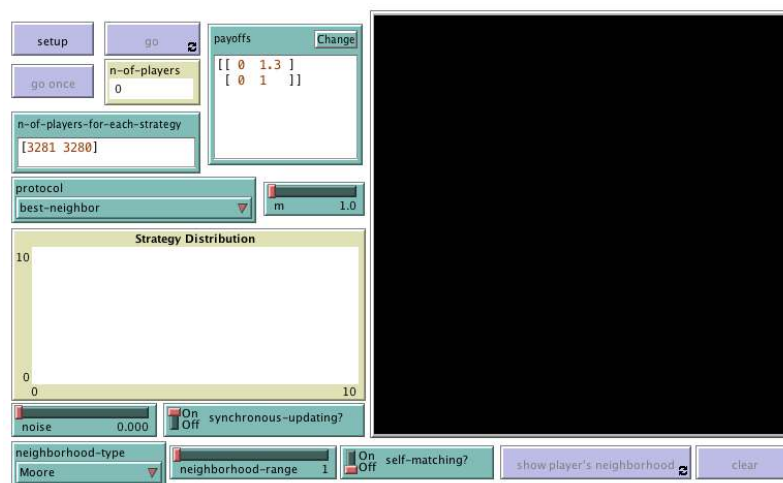 setup
go
payoffs
Change
[[ 0 1.3 ]
[ 0 1 ]]
go once
n-of-players
0
n-of-players-for-each-strategy
[3281 3280]
protocol
best-neighbor
m 1.0
Strategy Distribution
10
0
0 10
noise 0.000
On
Off
synchronous-updating?
neighborhood-type
Moore
neighborhood-range 1
On
Off
self-matching?
show player's neighborhood
clear